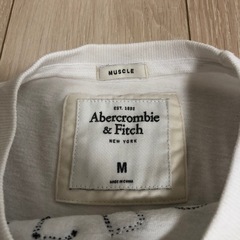 MUSCLE
EST. 1892
Abercrombie
& Fitch
NEW YORK
M